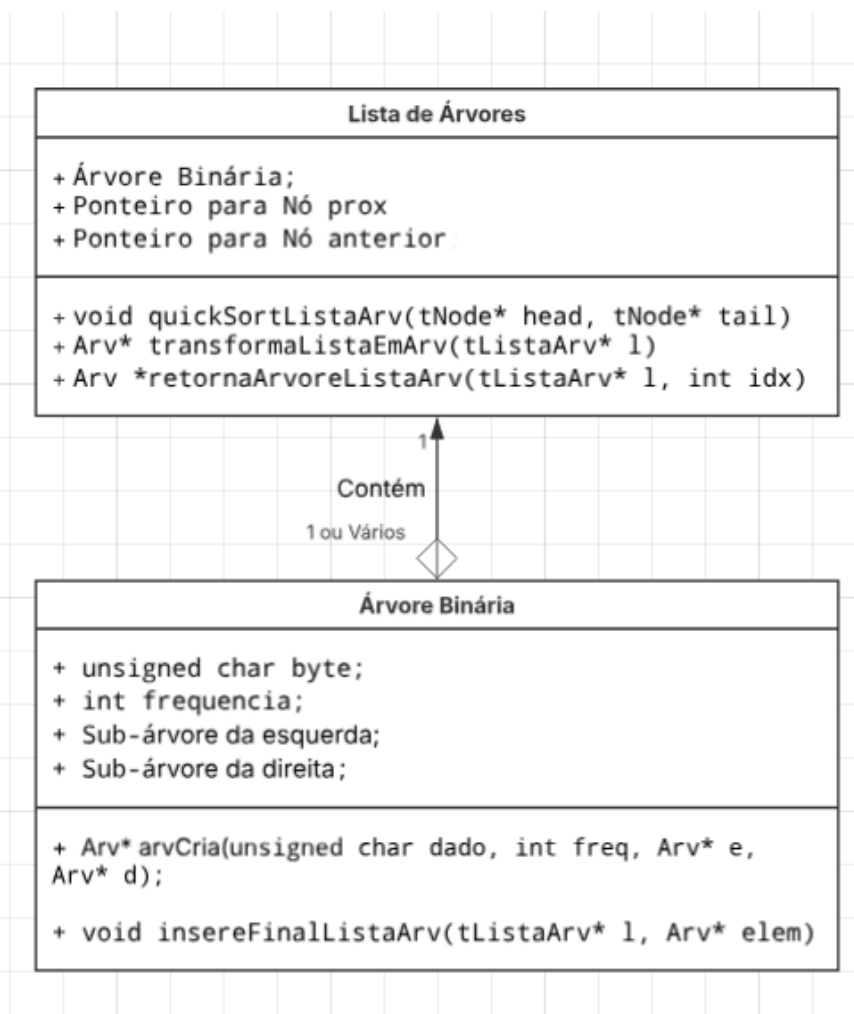 Lista de Árvores
+ Árvore Binária;
+ Ponteiro para Nó prox
+ Ponteiro para Nó anterior
+ void quickSortListaArv(tNode* head, tNode* tail)
+ Arv* transformaListaEmArv(tListaArv* l)
+ Arv *retornaArvoreListaArv(tListaArv* l, int idx)
1
Contém
1 ou Vários
Árvore Binária
+ unsigned char byte;
+ int frequencia;
+ Sub-árvore da esquerda;
+ Sub-árvore da direita;
+ Arv* arvCria(unsigned char dado, int freq, Arv* e,
Arv* d);
+ void insereFinalListaArv(tListaArv* l, Arv* elem)